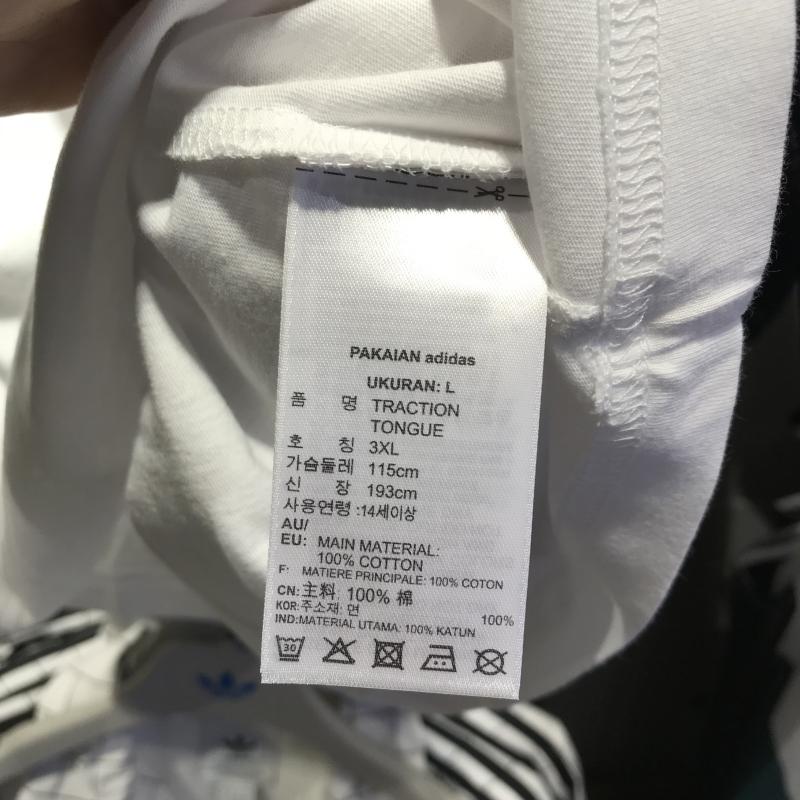 PAKAIAN adidas
UKURAN: L
품 명 TRACTION
TONGUE
호 칭 3XL
가슴둘레 115cm
신 장 193cm
사용연령 :14세이상
AU/
EU: MAIN MATERIAL:
100% COTTON
F: MATIERE PRINCIPALE: 100% COTON
CN:主料: 100% 棉
KOR:주소재: 면 100%
IND:MATERIAL UTAMA: 100% KATUN
30